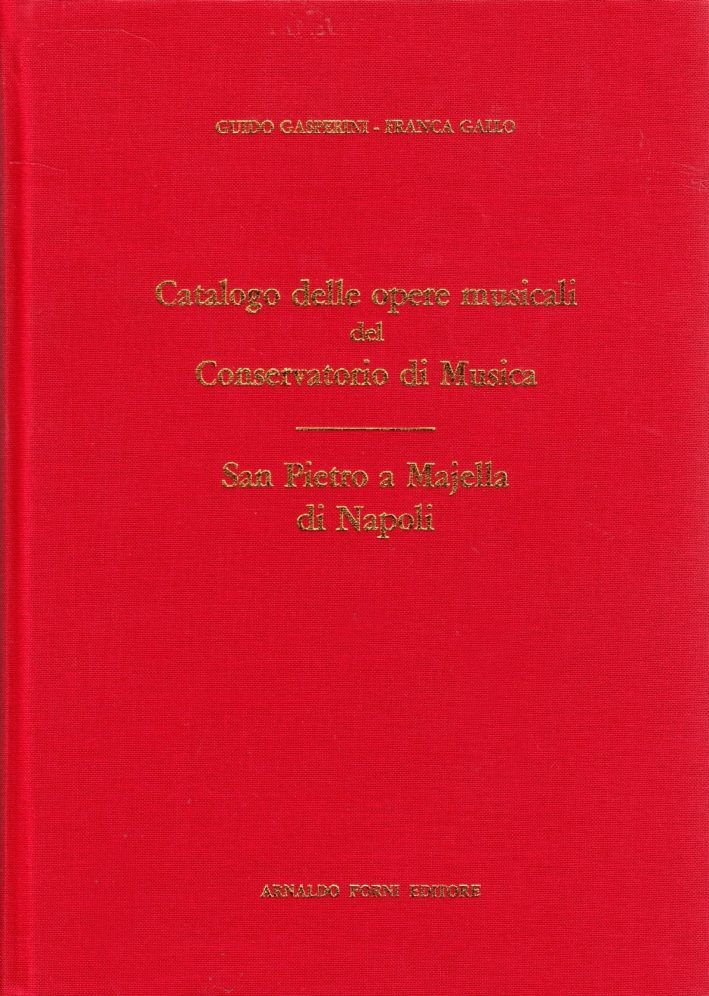 GUIDO GASPERINI - FRANCA GALLO
Catalogo delle opere musicali
del
Conservatorio di Musica
San Pietro a Majella
di Napoli
ARNALDO FORNI EDITORE